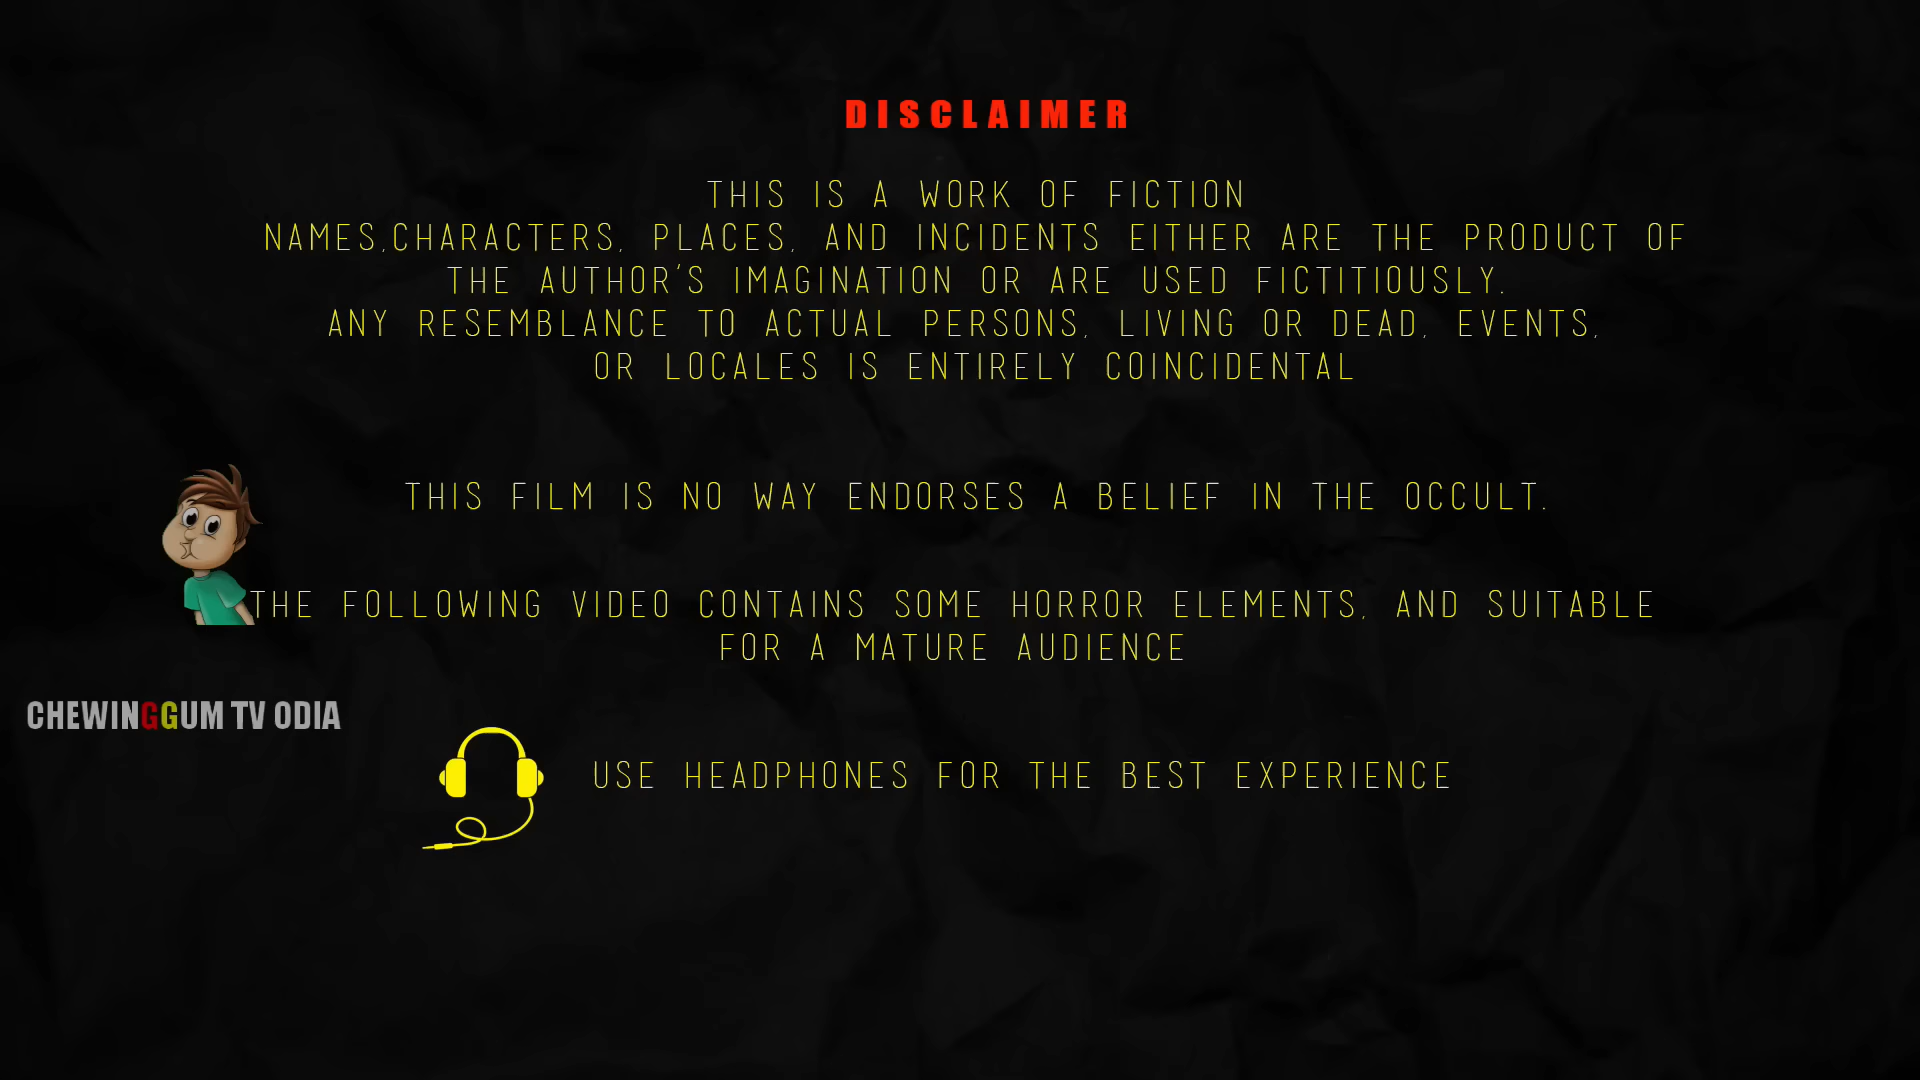 DISCLAIMER
THIS IS A WORK OF FICTION
NAMES,CHARACTERS, PLACES, AND INCIDENTS EITHER ARE THE PRODUCT OF
THE AUTHOR'S IMAGINATION OR ARE USED FICTITIOUSLY.
ANY RESEMBLANCE TO ACTUAL PERSONS, LIVING OR DEAD, EVENTS,
OR LOCALES IS ENTIRELY COINCIDENTAL
THIS FILM IS NO WAY ENDORSES A BELIEF IN THE OCCULT.
THE FOLLOWING VIDEO CONTAINS SOME HORROR ELEMENTS, AND SUITABLE
FOR A MATURE AUDIENCE
CHEWINGGUM TV ODIA
USE HEADPHONES FOR THE BEST EXPERIENCE